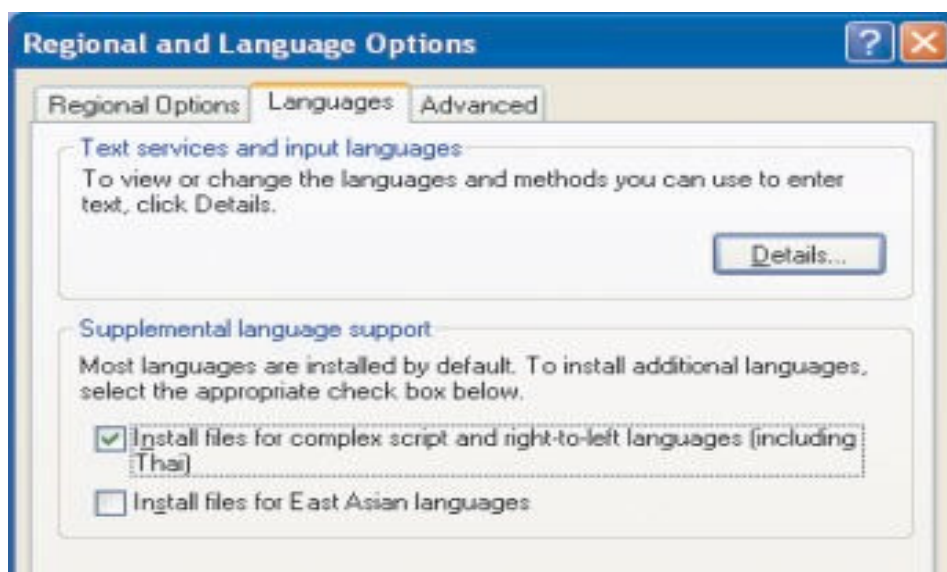 Regional and Language Options
Regional Options Languages Advanced
Text services and input languages
To view or change the languages and methods you can use to enter
text, click Details.
Details...
Supplemental language support
Most languages are installed by default. To install additional languages,
select the appropriate check box below.
Install files for complex script and right-to-left languages (including
Thai)
Install files for East Asian languages